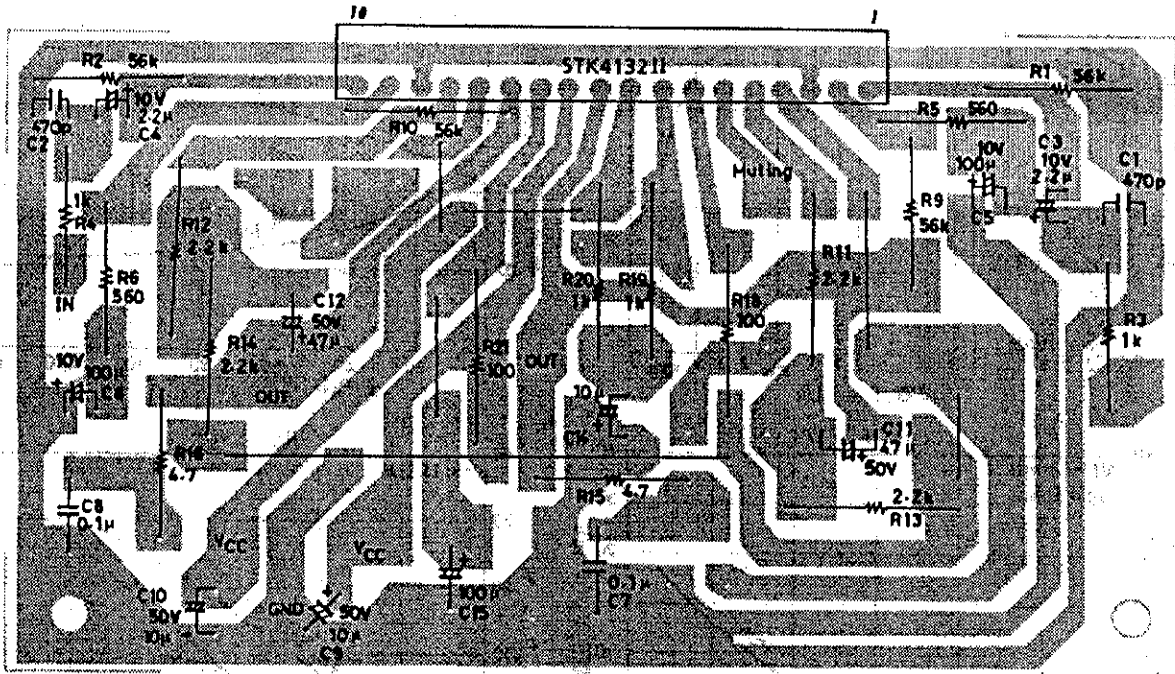 1
STK4132II
R2 56k
R1 56k
10V
2.2μ
C4
470p
C2
R10 56k
R5 560
10V
100μ
C5
C3
10V
2.2μ
C1
470p
Muting
1k
R4
R12
2.2k
R9
56k
R11
2.2k
R6
560
IN
C12
50V
47μ
R20
1k
R19
1k
R18
100
R3
1k
R14
2.2k
R21
100
OUT
10V
100μ
OUT
10μ
R16
4.7
C11
47μ
50V
R15 4.7
2.2k
R13
C8
0.1μ
VCC
VCC
100μ
C15
0.1μ
C7
C10
50V
10μ
GND
50V
10μ
C9